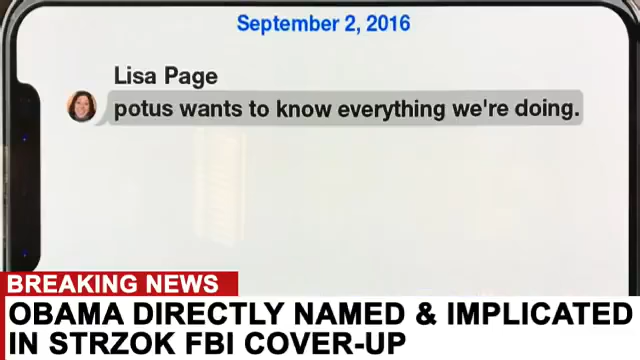 September 2, 2016
Lisa Page
potus wants to know everything we're doing.
BREAKING NEWS
OBAMA DIRECTLY NAMED & IMPLICATED
IN STRZOK FBI COVER-UP